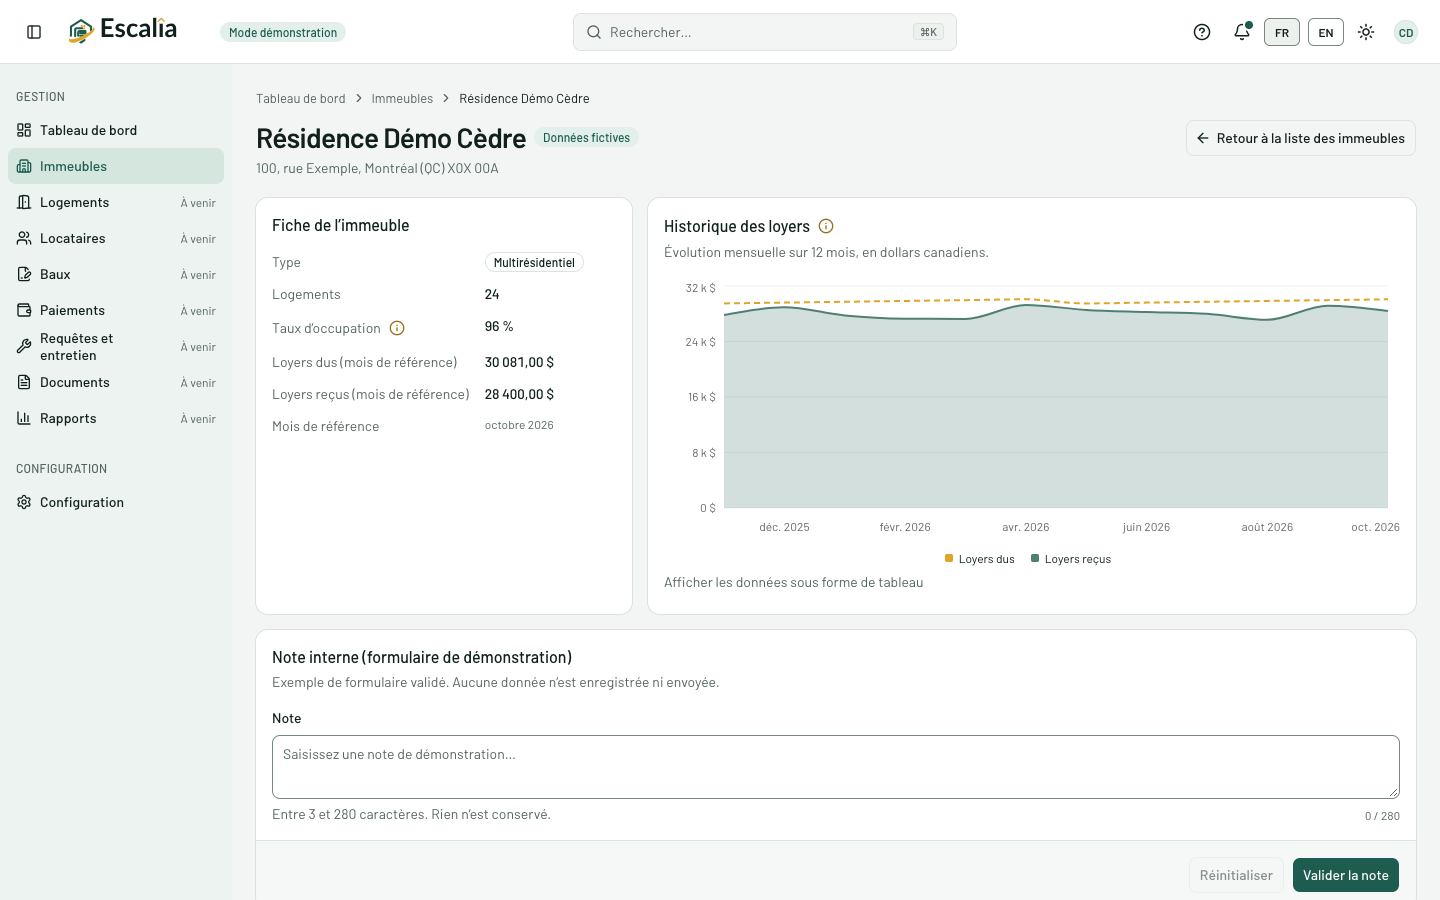 Escalia
Mode démonstration
Rechercher...
⌘K
FR
EN
CD
GESTION
Tableau de bord
Immeubles
Logements
À venir
Locataires
À venir
Baux
À venir
Paiements
À venir
Requêtes et
entretien
À venir
Documents
À venir
Rapports
À venir
CONFIGURATION
Configuration
Tableau de bord > Immeubles > Résidence Démo Cèdre
Résidence Démo Cèdre
Données fictives
100, rue Exemple, Montréal (QC) X0X 00A
Retour à la liste des immeubles
Fiche de l’immeuble
Type
Multirésidentiel
Logements
24
Taux d’occupation
96 %
Loyers dus (mois de référence)
30 081,00 $
Loyers reçus (mois de référence)
28 400,00 $
Mois de référence
octobre 2026
Historique des loyers
Évolution mensuelle sur 12 mois, en dollars canadiens.
32 k $
24 k $
16 k $
8 k $
0 $
déc. 2025
févr. 2026
avr. 2026
juin 2026
août 2026
oct. 2026
Loyers dus
Loyers reçus
Afficher les données sous forme de tableau
Note interne (formulaire de démonstration)
Exemple de formulaire validé. Aucune donnée n’est enregistrée ni envoyée.
Note
Saisissez une note de démonstration...
Entre 3 et 280 caractères. Rien n’est conservé.
0 / 280
Réinitialiser
Valider la note